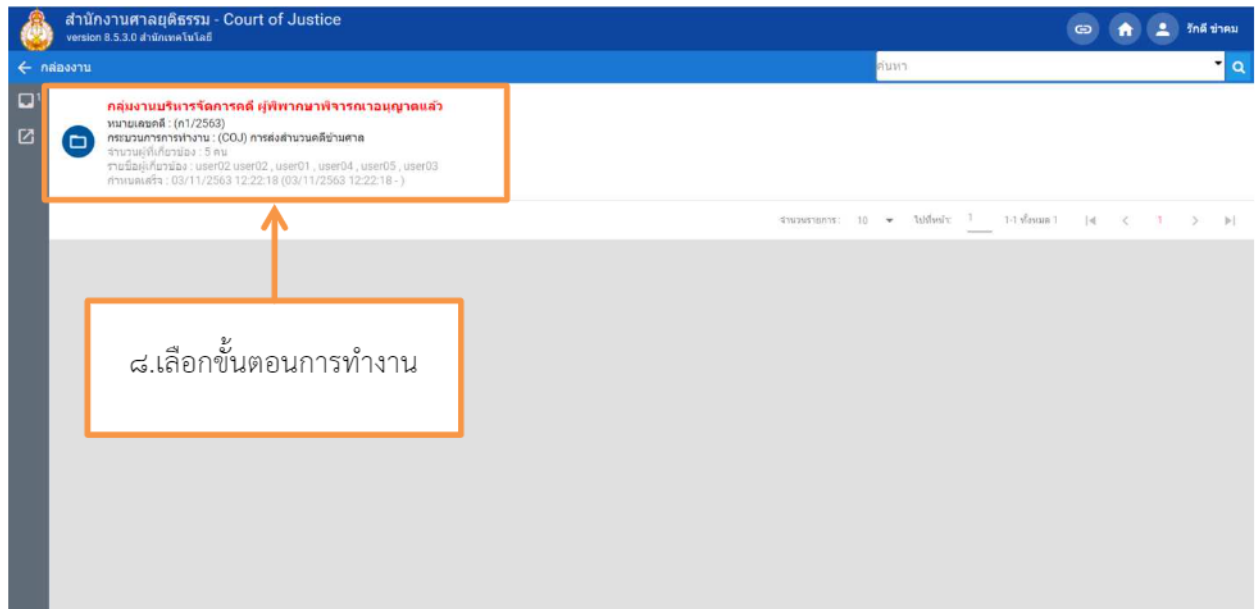 สำนักงานศาลยุติธรรม - Court of Justice
version 8.5.3.0 สำนักเทคโนโลยี
รักดี ขำคม
กล่องงาน
ค้นหา
1
กลุ่มงานบริหารจัดการคดี ผู้พิพากษาพิจารณาอนุญาตแล้ว
หมายเลขคดี : (ก1/2563)
กระบวนการการทำงาน : (COJ) การส่งสำนวนคดีข้ามศาล
จำนวนผู้ที่เกี่ยวข้อง : 5 คน
รายชื่อผู้เกี่ยวข้อง : user02 user02 , user01 , user04 , user05 , user03
กำหนดเสร็จ : 03/11/2563 12:22:18 (03/11/2563 12:22:18 - )
จำนวนรายการ : 10 ไปที่หน้า: 1 1-1 ทั้งหมด 1 |< < 1 > >|
๘.เลือกขั้นตอนการทำงาน